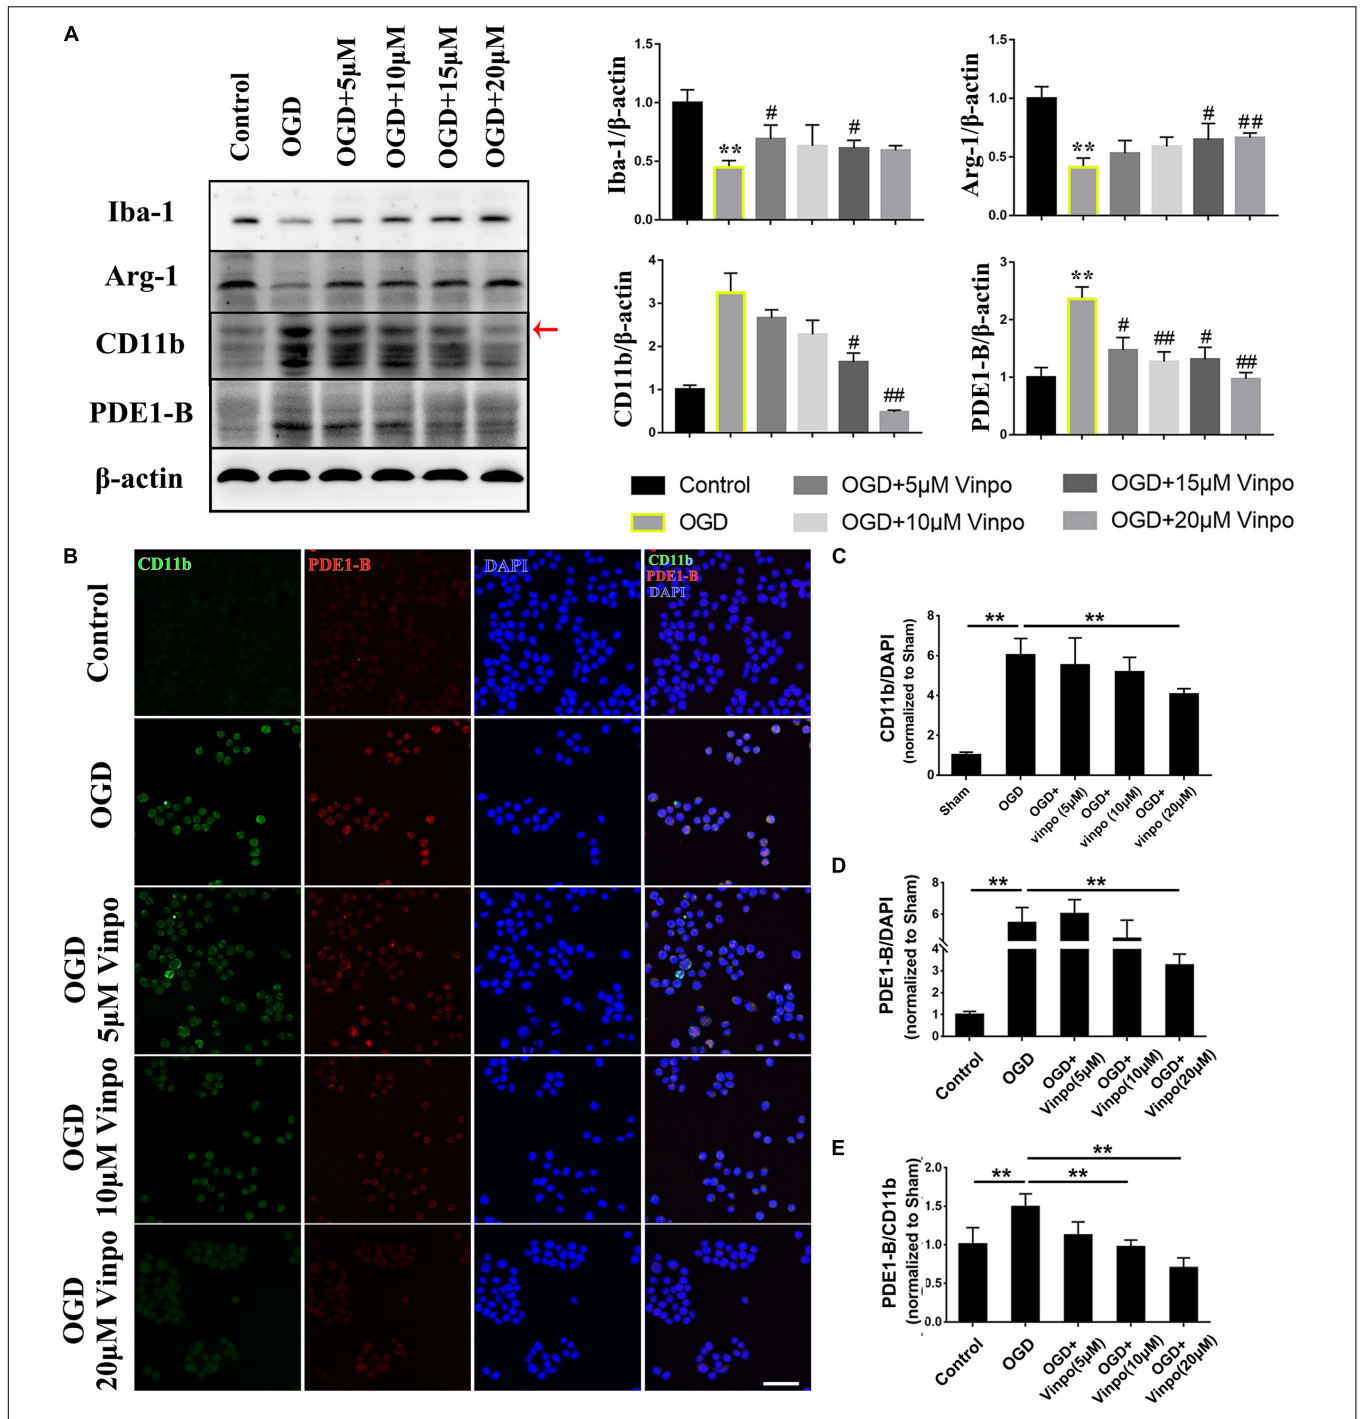 A
Control
OGD
OGD+5μM
OGD+10μM
OGD+15μM
OGD+20μM
Iba-1
Arg-1
CD11b
PDE1-B
β-actin
Iba-1/β-actin
1.5
1.0
0.5
0.0
**
#
#
Arg-1/β-actin
1.5
1.0
0.5
0.0
**
#
##
CD11b/β-actin
4
3
2
1
0
#
##
PDE1-B/β-actin
3
2
1
0
**
#
##
#
##
Control
OGD+5μM Vinpo
OGD+15μM Vinpo
OGD
OGD+10μM Vinpo
OGD+20μM Vinpo
B
CD11b
PDE1-B
DAPI
CD11b
PDE1-B
DAPI
Control
OGD
OGD
5μM Vinpo
OGD
10μM Vinpo
OGD
20μM Vinpo
C
CD11b/DAPI
(normalized to Sham)
8
6
4
2
0
**
**
Sham
OGD
OGD+
vinpo (5μM)
OGD+
vinpo (10μM)
OGD+
vinpo (20μM)
D
PDE1-B/DAPI
(normalized to Sham)
8
6
4
3
2
1
0
**
**
Control
OGD
OGD+
Vinpo(5μM)
OGD+
Vinpo(10μM)
OGD+
Vinpo(20μM)
E
PDE1-B/CD11b
(normalized to Sham)
2.0
1.5
1.0
0.5
0.0
**
**
**
Control
OGD
OGD+
Vinpo(5μM)
OGD+
Vinpo(10μM)
OGD+
Vinpo(20μM)